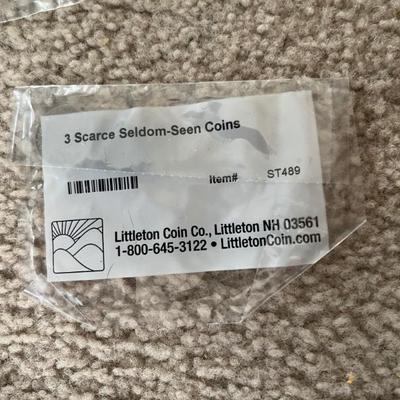 3 Scarce Seldom-Seen Coins
Item# ST489
Littleton Coin Co., Littleton NH 03561
1-800-645-3122 • LittletonCoin.com